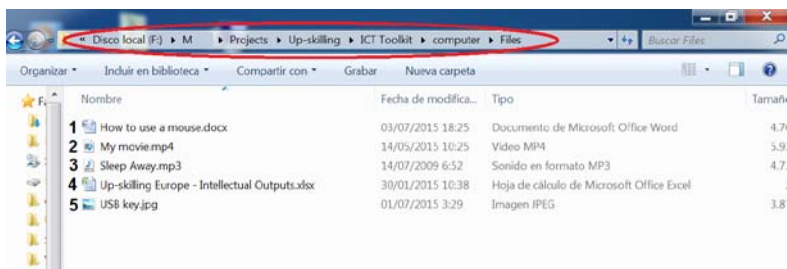 « Disco local (F:) ▸ M ▸ Projects ▸ Up-skilling ▸ ICT Toolkit ▸ computer ▸ Files Buscar Files
Organizar Incluir en biblioteca Compartir con Grabar Nueva carpeta
Nombre Fecha de modifica... Tipo Tamañ
1 How to use a mouse.docx 03/07/2015 18:25 Documento de Microsoft Office Word
2 My movie.mp4 14/05/2015 10:25 Video MP4
3 Sleep Away.mp3 14/07/2009 6:52 Sonido en formato MP3
4 Up-skilling Europe - Intellectual Outputs.xlsx 30/01/2015 10:38 Hoja de cálculo de Microsoft Office Excel
5 USB key.jpg 01/07/2015 3:29 Imagen JPEG